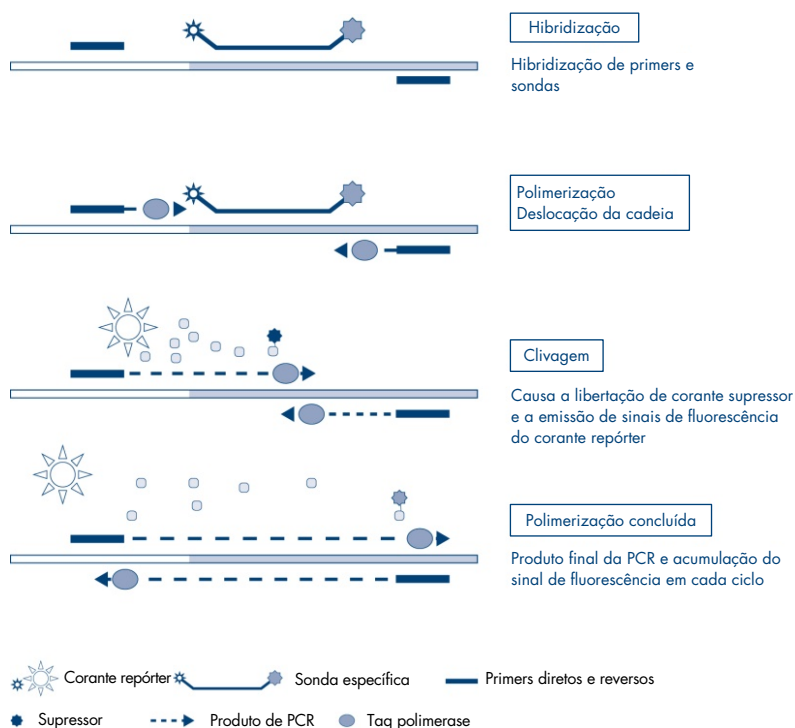 Hibridização
Hibridização de primers e
sondas
Polimerização
Deslocação da cadeia
Clivagem
Causa a libertação de corante supressor
e a emissão de sinais de fluorescência
do corante repórter
Polimerização concluída
Produto final da PCR e acumulação do
sinal de fluorescência em cada ciclo
Corante repórter
Sonda específica
Primers diretos e reversos
Supressor
Produto de PCR
Taq polimerase